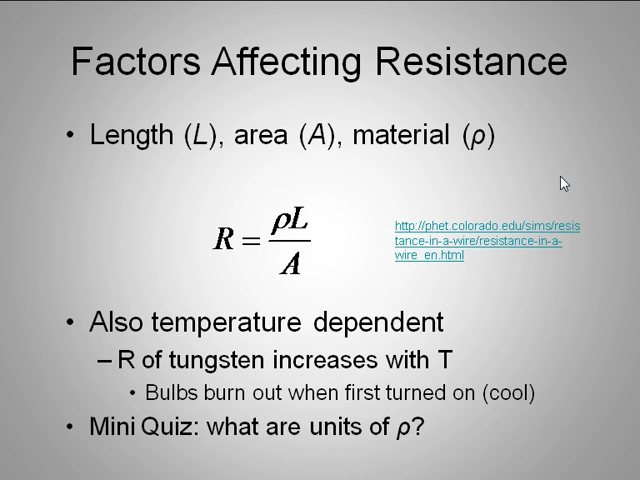 Factors Affecting Resistance
• Length (L), area (A), material (ρ)
R = ρL / A
http://phet.colorado.edu/sims/resis
tance-in-a-wire/resistance-in-a-
wire_en.html
• Also temperature dependent
– R of tungsten increases with T
• Bulbs burn out when first turned on (cool)
• Mini Quiz: what are units of ρ?